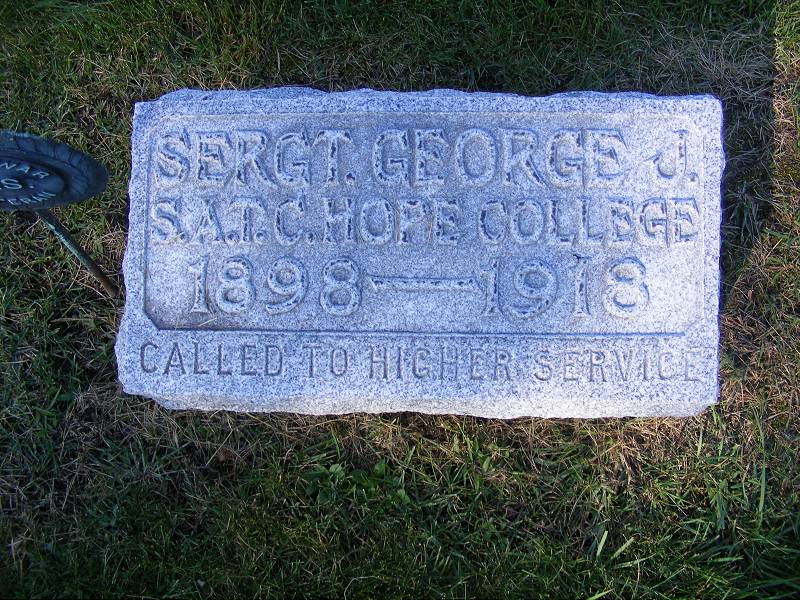 SERGT. GEORGE J.
S.A.T.C. HOPE COLLEGE
1898—1918
CALLED TO HIGHER SERVICE